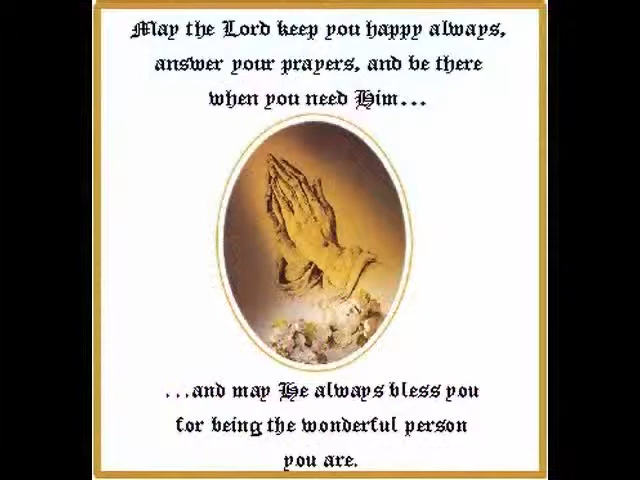 May the Lord keep you happy always,
answer your prayers, and be there
when you need Him...
...and may He always bless you
for being the wonderful person
you are.